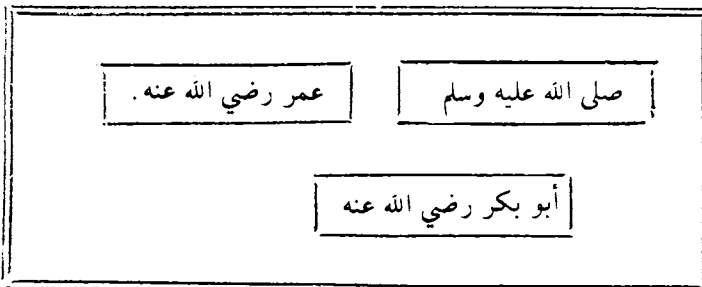 صلى الله عليه وسلم
عمر رضي الله عنه.
أبو بكر رضي الله عنه